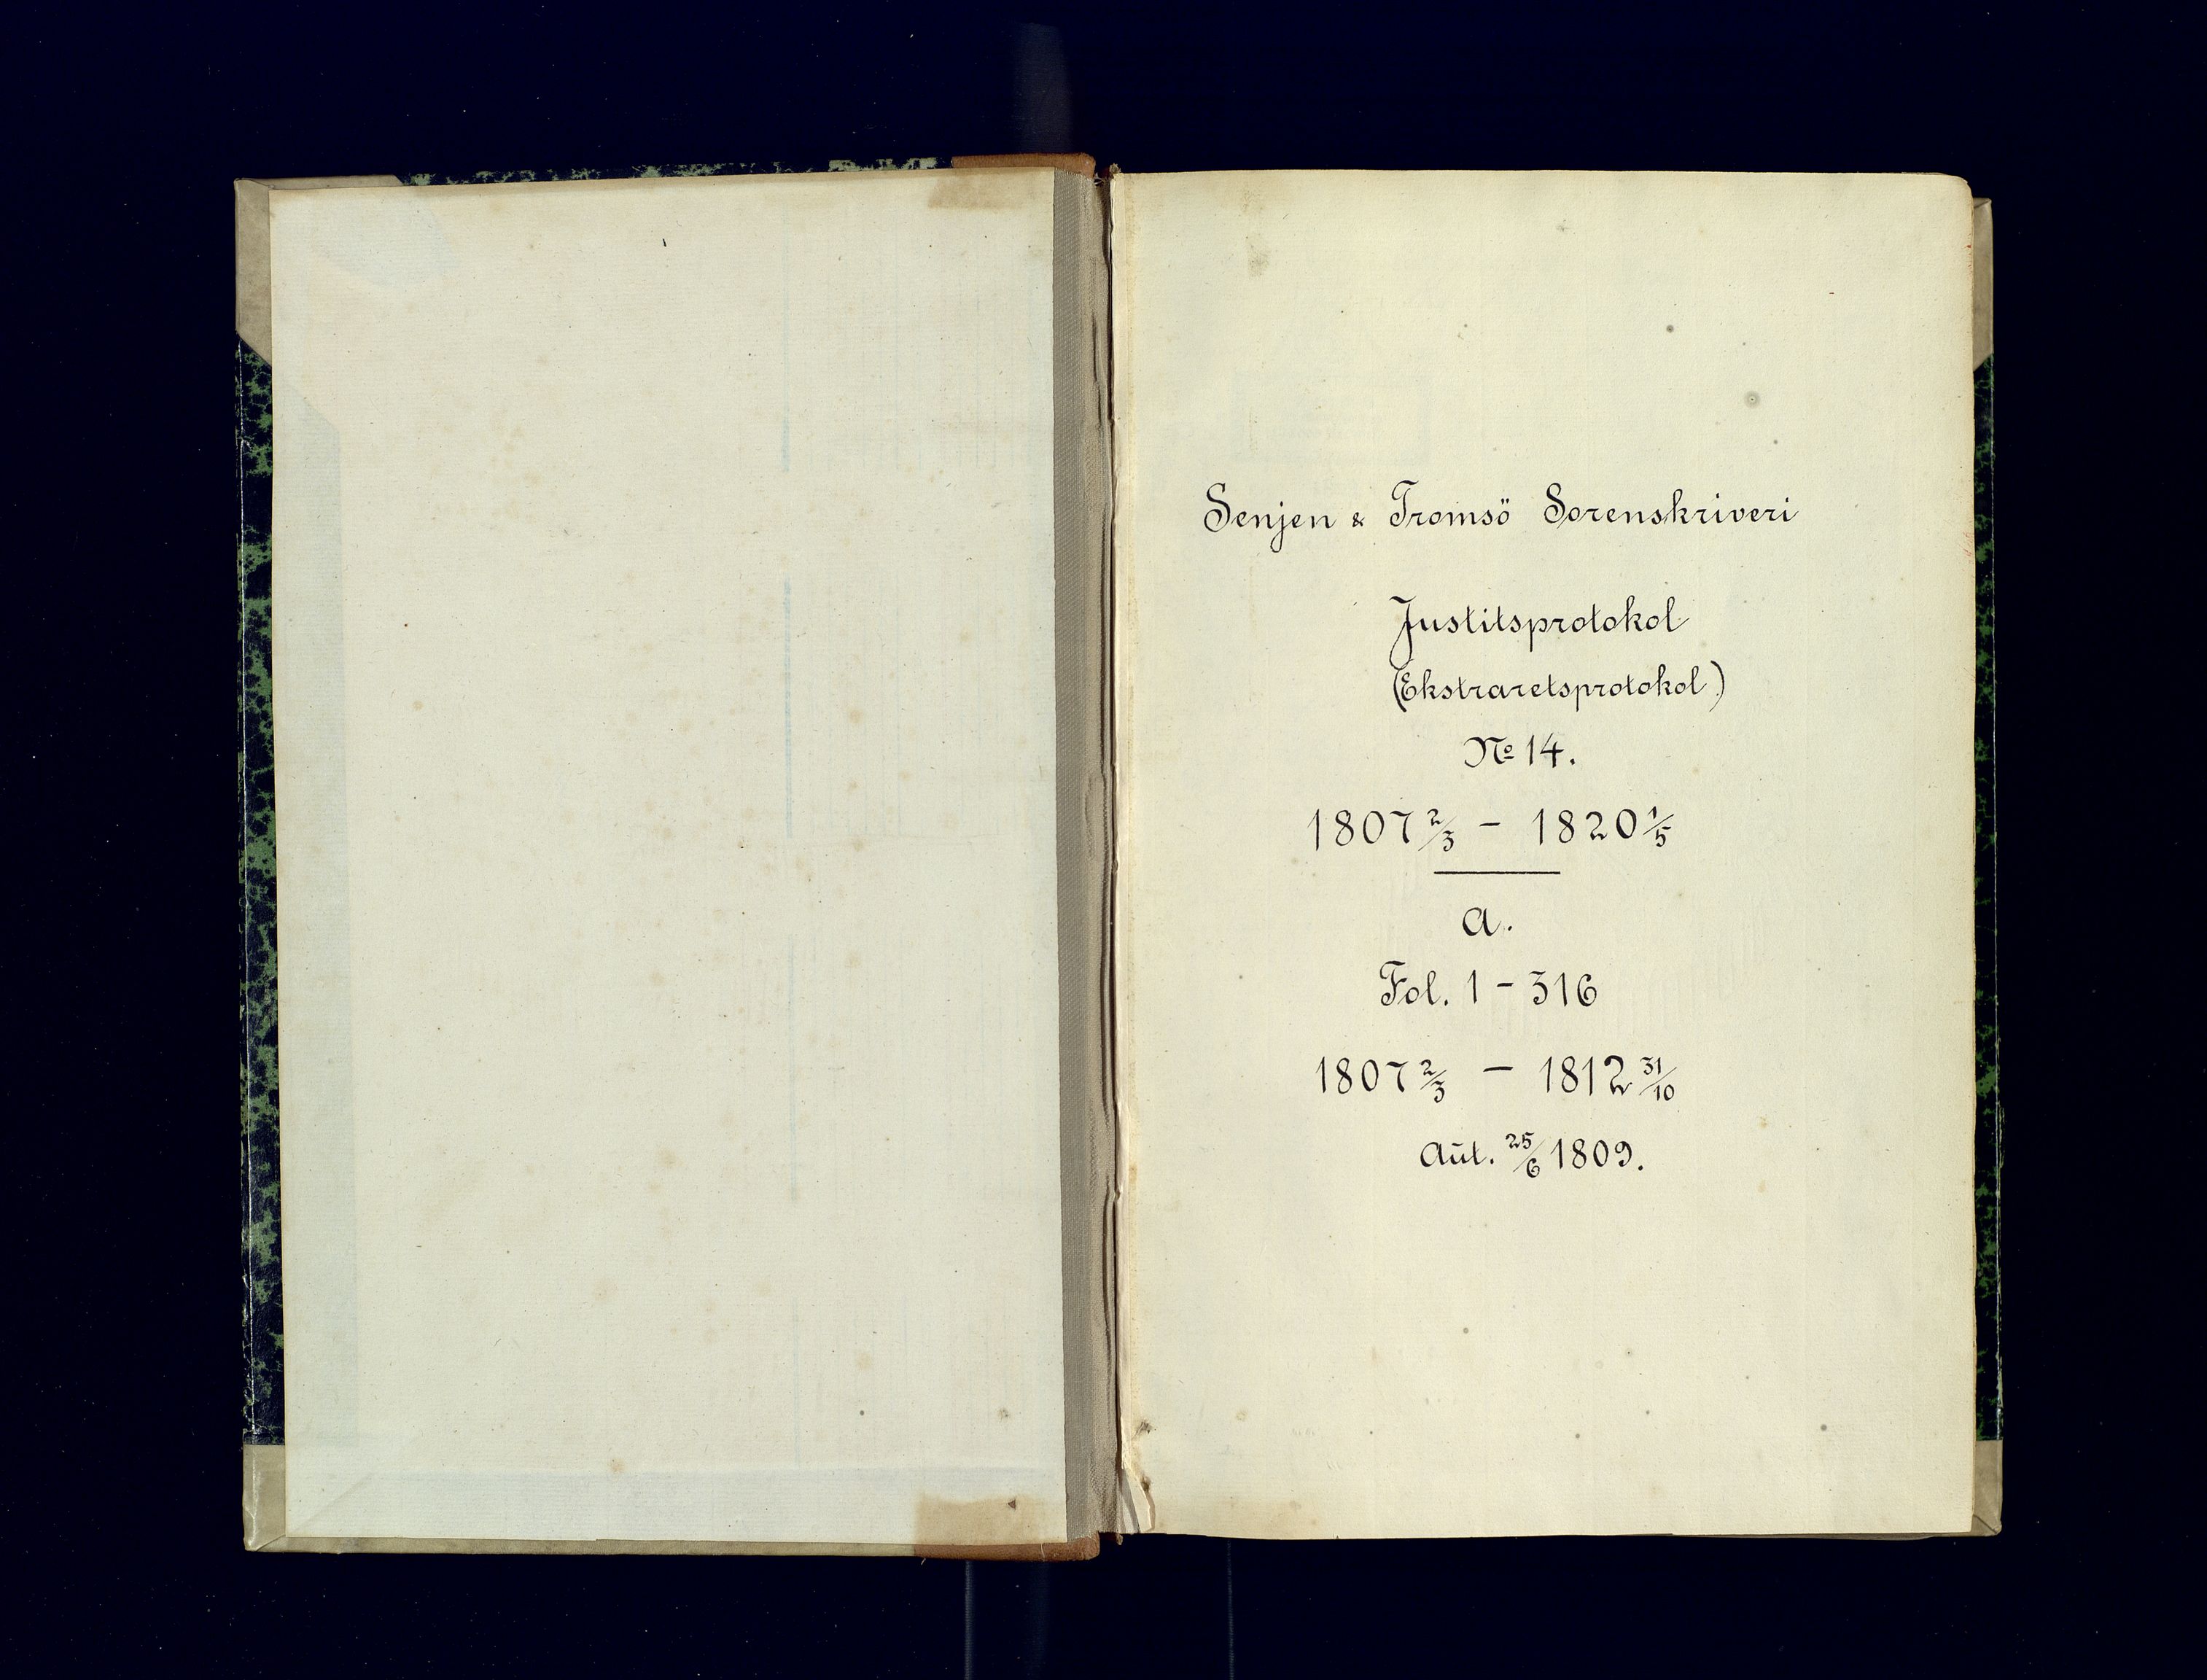 Senjen & Tromsö Sorenskriveri
Justitsprotokol
(Ekstraretsprotokol)
No 14.
1807 2/3 – 1820 1/5
a.
Fol. 1 – 316
1807 2/3 – 1812 31/10
Aut. 25/6 1809.